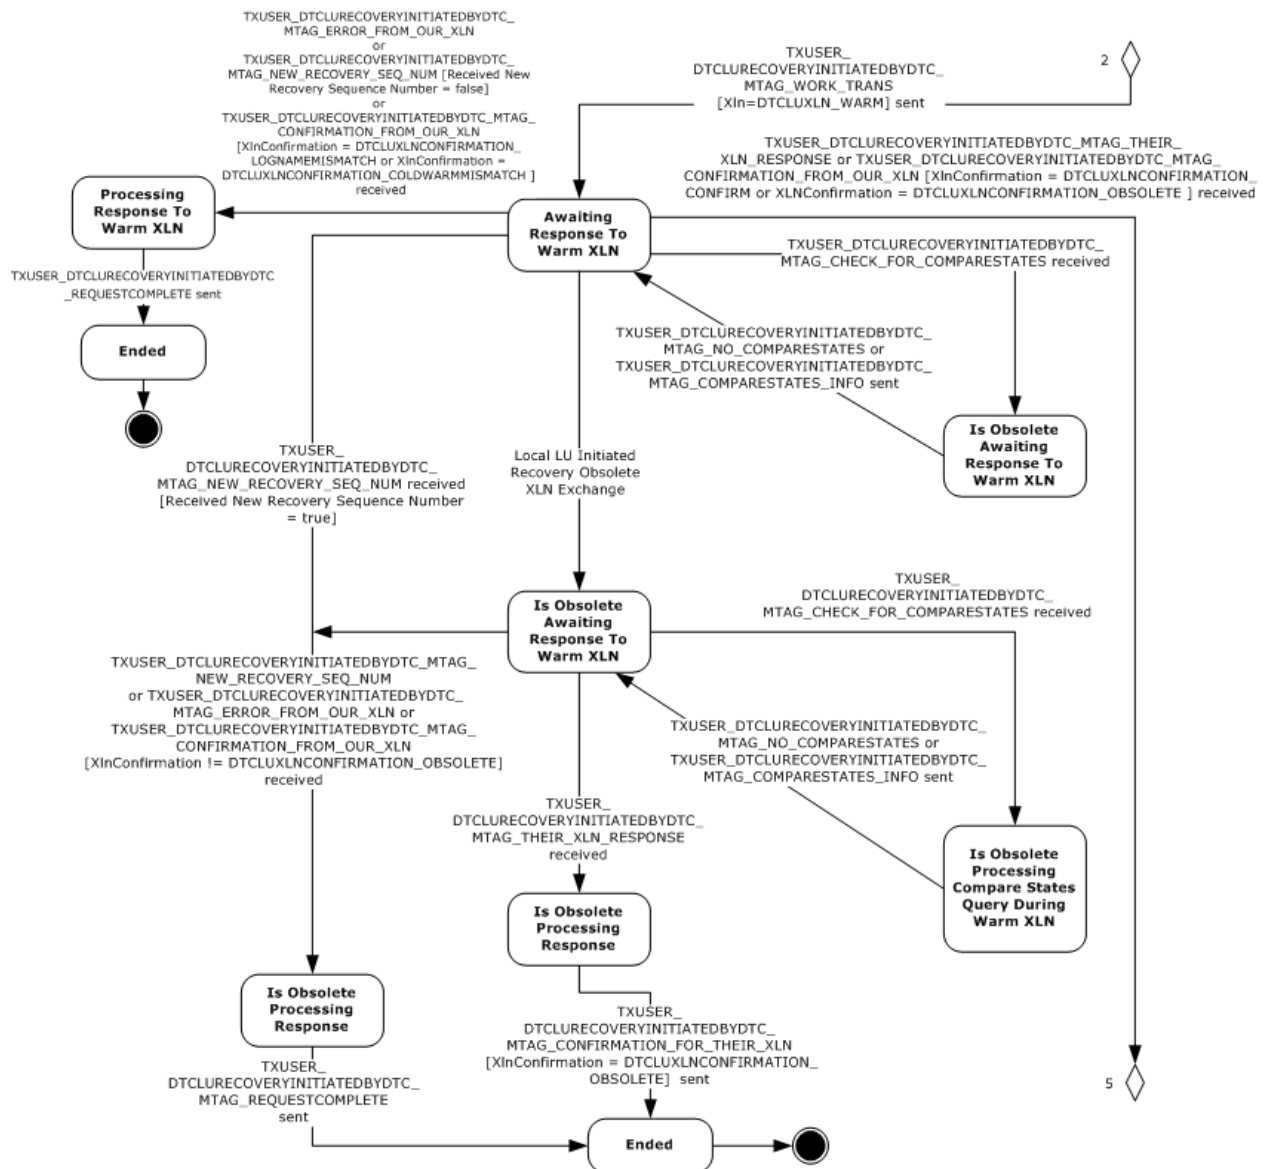 TXUSER_DTCLURECOVERYINITIATEDBYDTC_
MTAG_ERROR_FROM_OUR_XLN
or
TXUSER_DTCLURECOVERYINITIATEDBYDTC_
MTAG_NEW_RECOVERY_SEQ_NUM [Received New
Recovery Sequence Number = false]
or
TXUSER_DTCLURECOVERYINITIATEDBYDTC_MTAG_
CONFIRMATION_FROM_OUR_XLN
[XlnConfirmation = DTCLUXLNCONFIRMATION_
LOGNAMEMISMATCH or XlnConfirmation =
DTCLUXLNCONFIRMATION_COLDWARMMISMATCH ]
received
TXUSER_
DTCLURECOVERYINITIATEDBYDTC_
MTAG_WORK_TRANS
[Xln=DTCLUXLN_WARM] sent
2
TXUSER_DTCLURECOVERYINITIATEDBYDTC_MTAG_THEIR_
XLN_RESPONSE or TXUSER_DTCLURECOVERYINITIATEDBYDTC_MTAG_
CONFIRMATION_FROM_OUR_XLN [XlnConfirmation = DTCLUXLNCONFIRMATION_
CONFIRM or XLNConfirmation = DTCLUXLNCONFIRMATION_OBSOLETE ] received
Processing
Response To
Warm XLN
Awaiting
Response To
Warm XLN
TXUSER_DTCLURECOVERYINITIATEDBYDTC_
MTAG_CHECK_FOR_COMPARESTATES received
TXUSER_DTCLURECOVERYINITIATEDBYDTC
_REQUESTCOMPLETE sent
Ended
TXUSER_DTCLURECOVERYINITIATEDBYDTC_
MTAG_NO_COMPARESTATES or
TXUSER_DTCLURECOVERYINITIATEDBYDTC_
MTAG_COMPARESTATES_INFO sent
Is Obsolete
Awaiting
Response To
Warm XLN
TXUSER_
DTCLURECOVERYINITIATEDBYDTC_
MTAG_NEW_RECOVERY_SEQ_NUM received
[Received New Recovery Sequence Number
= true]
Local LU Initiated
Recovery Obsolete
XLN Exchange
Is Obsolete
Awaiting
Response To
Warm XLN
TXUSER_
DTCLURECOVERYINITIATEDBYDTC_
MTAG_CHECK_FOR_COMPARESTATES received
TXUSER_DTCLURECOVERYINITIATEDBYDTC_MTAG_
NEW_RECOVERY_SEQ_NUM
or TXUSER_DTCLURECOVERYINITIATEDBYDTC_
MTAG_ERROR_FROM_OUR_XLN or
TXUSER_DTCLURECOVERYINITIATEDBYDTC_MTAG_
CONFIRMATION_FROM_OUR_XLN
[XlnConfirmation != DTCLUXLNCONFIRMATION_OBSOLETE]
received
TXUSER_DTCLURECOVERYINITIATEDBYDTC_
MTAG_NO_COMPARESTATES or
TXUSER_DTCLURECOVERYINITIATEDBYDTC_
MTAG_COMPARESTATES_INFO sent
TXUSER_
DTCLURECOVERYINITIATEDBYDTC_
MTAG_THEIR_XLN_RESPONSE
received
Is Obsolete
Processing
Compare States
Query During
Warm XLN
Is Obsolete
Processing
Response
Is Obsolete
Processing
Response
TXUSER_
DTCLURECOVERYINITIATEDBYDTC_
MTAG_CONFIRMATION_FOR_THEIR_XLN
[XlnConfirmation = DTCLUXLNCONFIRMATION_
OBSOLETE] sent
5
TXUSER_
DTCLURECOVERYINITIATEDBYDTC_
MTAG_REQUESTCOMPLETE
sent
Ended